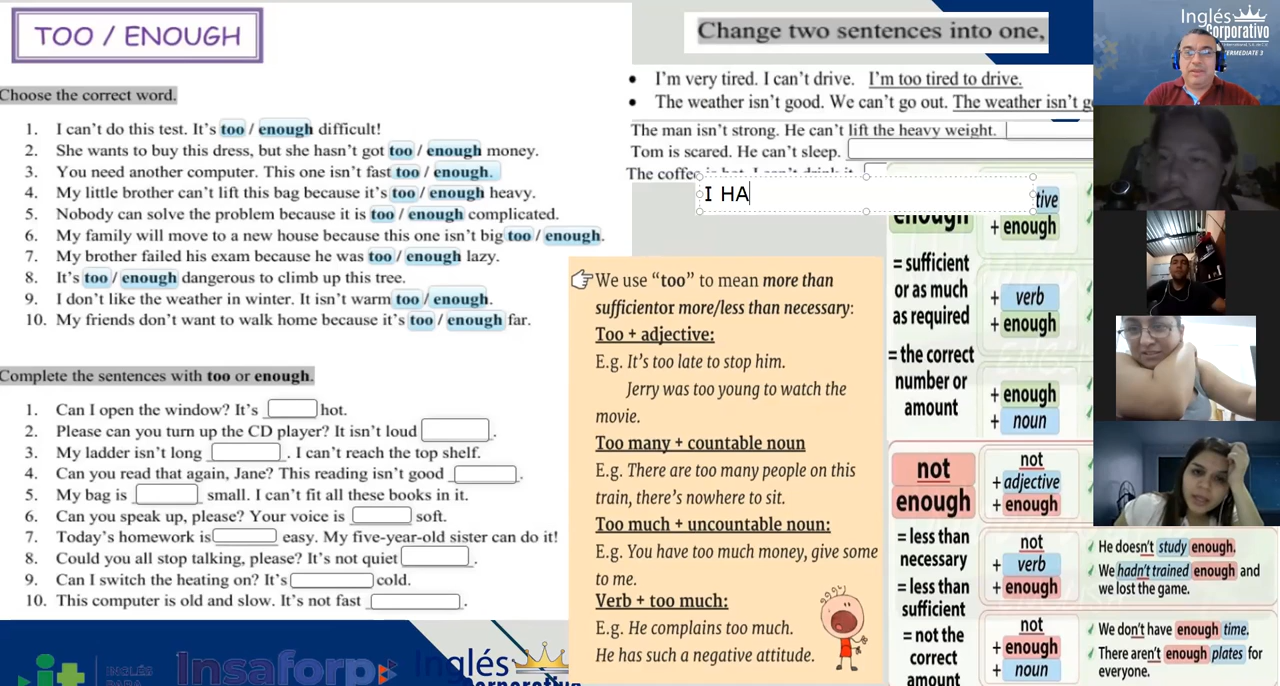 TOO / ENOUGH
Choose the correct word.
1. I can't do this test. It's too / enough difficult!
2. She wants to buy this dress, but she hasn't got too / enough money.
3. You need another computer. This one isn't fast too / enough.
4. My little brother can't lift this bag because it's too / enough heavy.
5. Nobody can solve the problem because it is too / enough complicated.
6. My family will move to a new house because this one isn't big too / enough.
7. My brother failed his exam because he was too / enough lazy.
8. It's too / enough dangerous to climb up this tree.
9. I don't like the weather in winter. It isn't warm too / enough.
10. My friends don't want to walk home because it's too / enough far.
Complete the sentences with too or enough.
1. Can I open the window? It's hot.
2. Please can you turn up the CD player? It isn't loud .
3. My ladder isn't long . I can't reach the top shelf.
4. Can you read that again, Jane? This reading isn't good .
5. My bag is small. I can't fit all these books in it.
6. Can you speak up, please? Your voice is soft.
7. Today's homework is easy. My five-year-old sister can do it!
8. Could you all stop talking, please? It's not quiet .
9. Can I switch the heating on? It's cold.
10. This computer is old and slow. It's not fast .
INGLÉS
Insaforp
Inglés
Change two sentences into one,
• I'm very tired. I can't drive. I'm too tired to drive.
• The weather isn't good. We can't go out. The weather isn't
The man isn't strong. He can't lift the heavy weight.
Tom is scared. He can't sleep.
The coffee is hot. I can't drink it.
I HA
We use "too" to mean more than
sufficientor more/less than necessary:
Too + adjective:
E.g. It's too late to stop him.
Jerry was too young to watch the
movie.
Too many + countable noun
E.g. There are too many people on this
train, there's nowhere to sit.
Too much + uncountable noun:
E.g. You have too much money, give some
to me.
Verb + too much:
E.g. He complains too much.
He has such a negative attitude.
enough
= sufficient
or as much
as required
= the correct
number or
amount
tive
+ enough
+ verb
+ enough
+ enough
+ noun
not
enough
= less than
necessary
= less than
sufficient
= not the
correct
amount
not
+ adjective
+ enough
not
+ verb
+ enough
He doesn't study enough.
We hadn't trained enough and
we lost the game.
not
+ enough
+ noun
We don't have enough time.
There aren't enough plates for
everyone.
Inglés
Corporativo
INTERMEDIATE 3